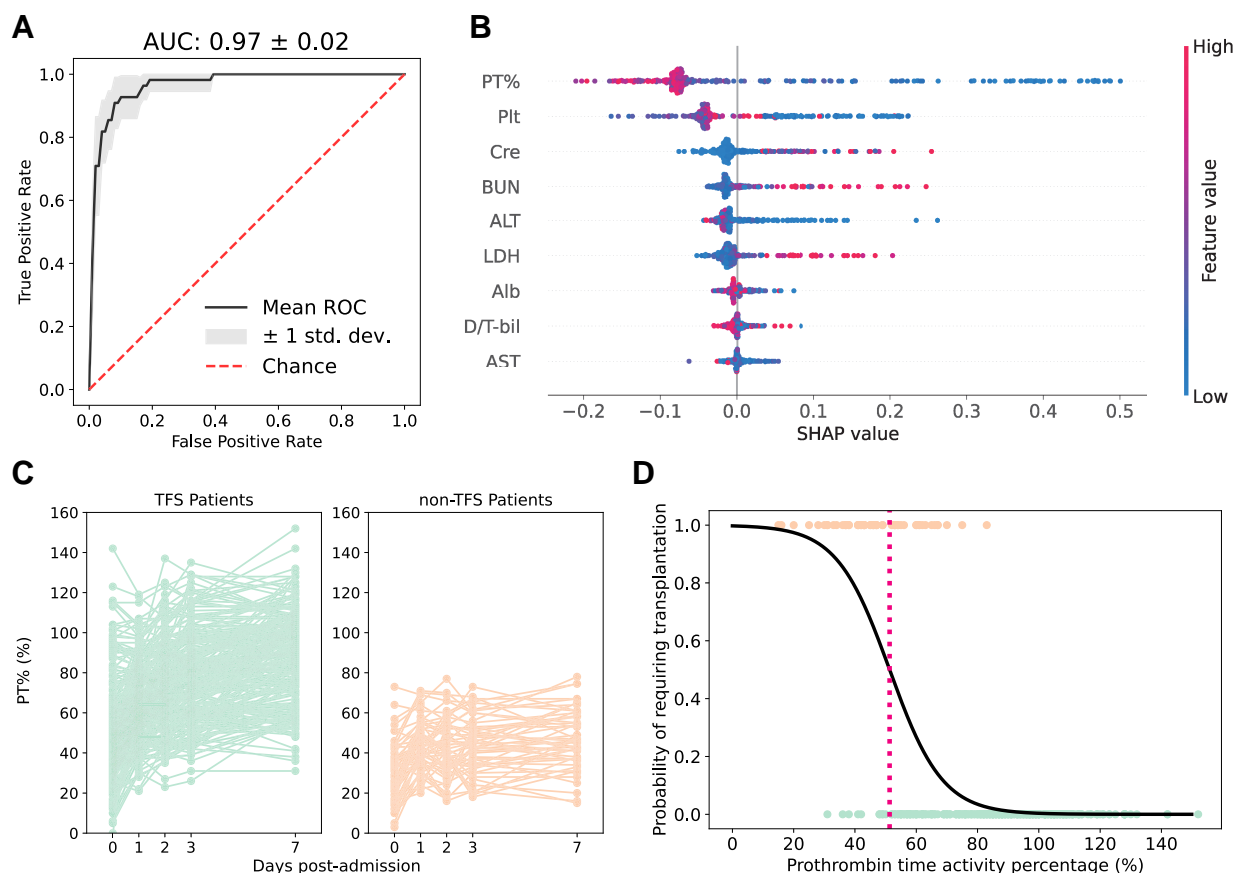 A
AUC: 0.97 ± 0.02
1.0
0.8
0.6
0.4
0.2
0.0
True Positive Rate
Mean ROC
± 1 std. dev.
Chance
0.0 0.2 0.4 0.6 0.8 1.0
False Positive Rate
B
PT%
Plt
Cre
BUN
ALT
LDH
Alb
D/T-bil
AST
−0.2 −0.1 0.0 0.1 0.2 0.3 0.4 0.5
SHAP value
High
Feature value
Low
C
TFS Patients
160
140
120
100
80
60
40
20
0
PT% (%)
0 1 2 3 7
non-TFS Patients
160
140
120
100
80
60
40
20
0
0 1 2 3 7
Days post-admission
D
1.0
0.8
0.6
0.4
0.2
0.0
Probability of requiring transplantation
0 20 40 60 80 100 120 140
Prothrombin time activity percentage (%)